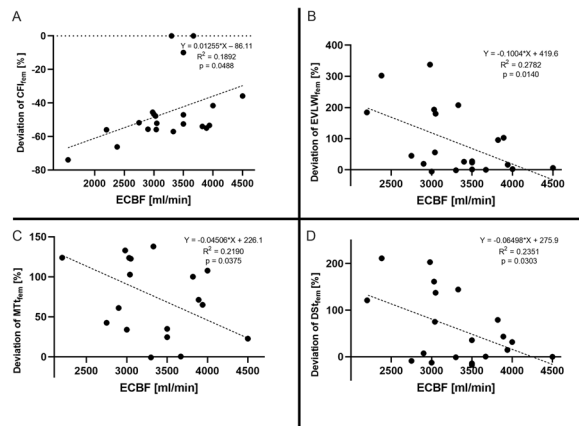 A
Y = 0.01255*X – 86.11
R² = 0.1892
p = 0.0488
Deviation of CFI_fem [%]
0
-20
-40
-60
-80
2000 2500 3000 3500 4000 4500
ECBF [ml/min]
B
Y = -0.1004*X + 419.6
R² = 0.2782
p = 0.0140
Deviation of EVLWI_fem [%]
400
300
200
100
0
2500 3000 3500 4000 4500
ECBF [ml/min]
C
Y = -0.04506*X + 226.1
R² = 0.2190
p = 0.0375
Deviation of MTt_fem [%]
150
100
50
0
2500 3000 3500 4000 4500
ECBF [ml/min]
D
Y = -0.06498*X + 275.9
R² = 0.2351
p = 0.0303
Deviation of DSt_fem [%]
200
100
0
2500 3000 3500 4000 4500
ECBF [ml/min]